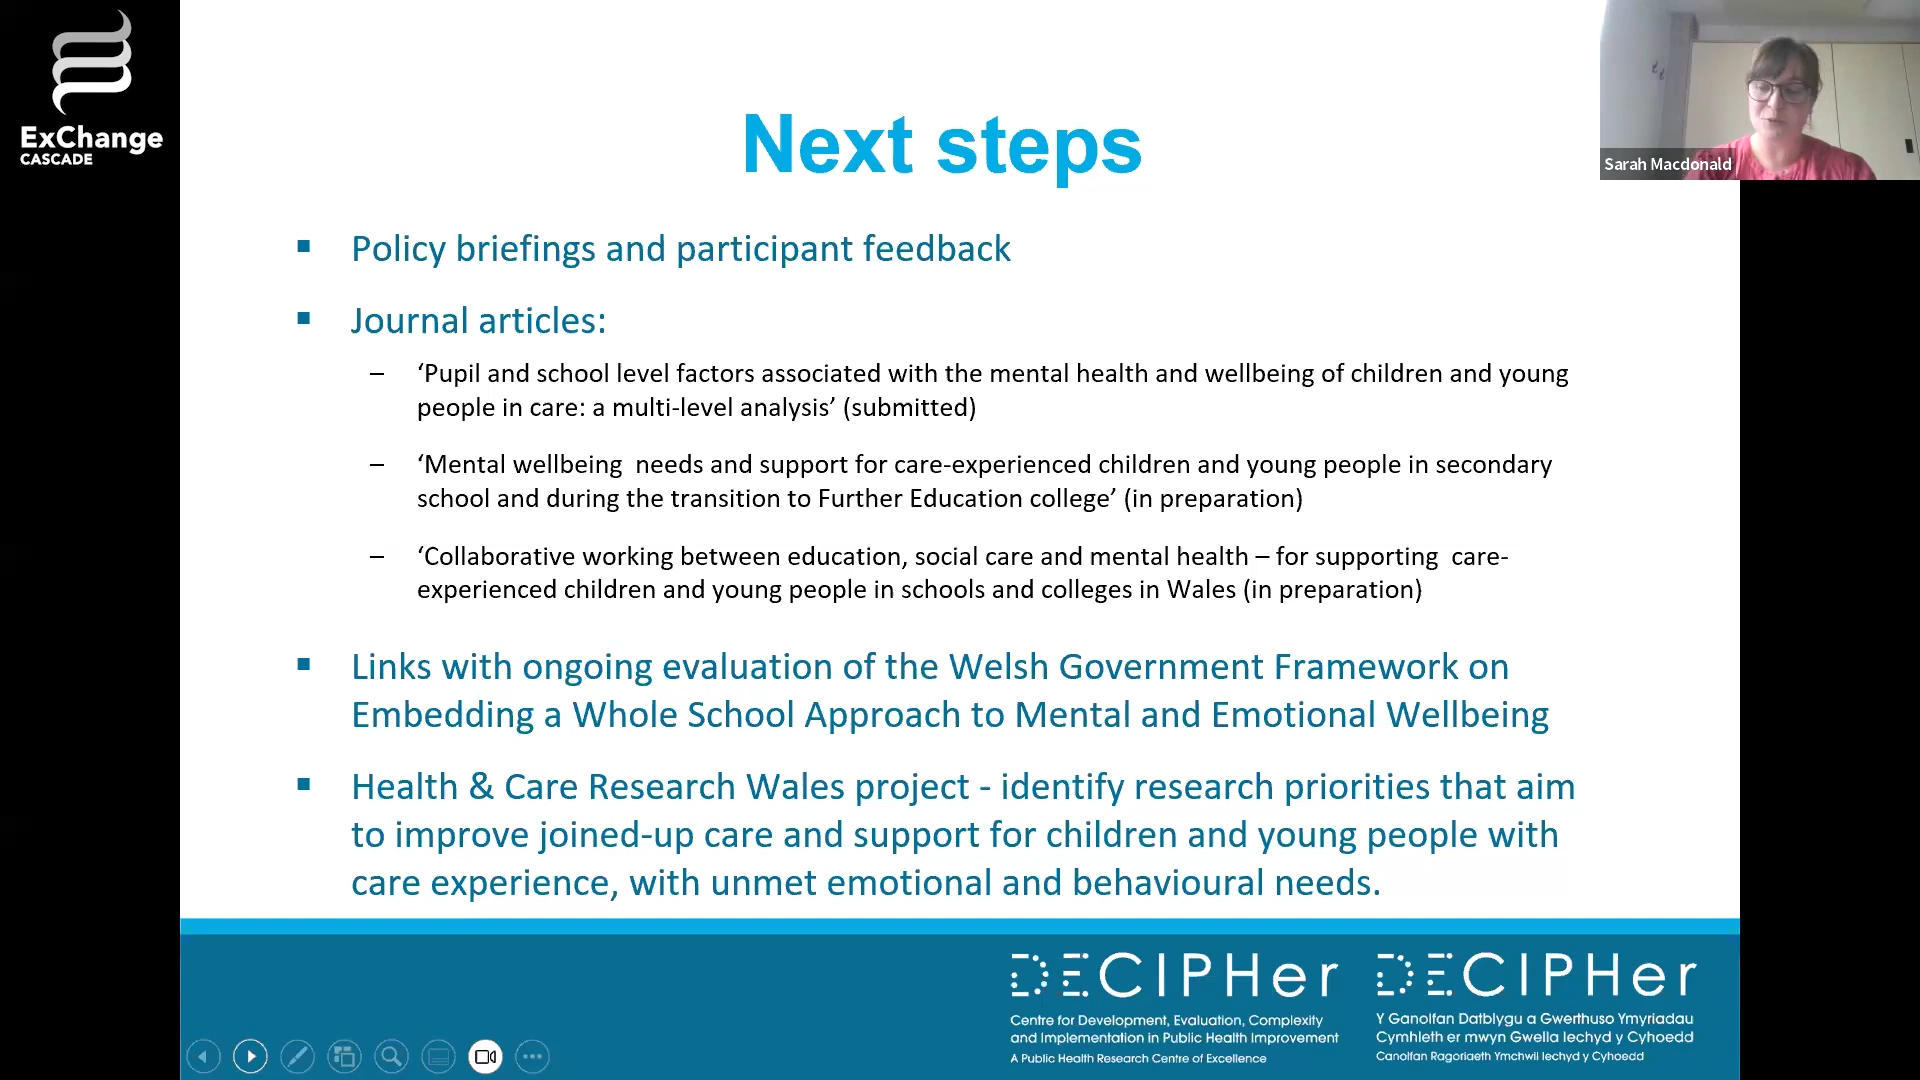 ExChange
CASCADE
Sarah Macdonald
Next steps
▪ Policy briefings and participant feedback
▪ Journal articles:
– ‘Pupil and school level factors associated with the mental health and wellbeing of children and young
people in care: a multi-level analysis’ (submitted)
– ‘Mental wellbeing  needs and support for care-experienced children and young people in secondary
school and during the transition to Further Education college’ (in preparation)
– ‘Collaborative working between education, social care and mental health – for supporting  care-
experienced children and young people in schools and colleges in Wales (in preparation)
▪ Links with ongoing evaluation of the Welsh Government Framework on
Embedding a Whole School Approach to Mental and Emotional Wellbeing
▪ Health & Care Research Wales project - identify research priorities that aim
to improve joined-up care and support for children and young people with
care experience, with unmet emotional and behavioural needs.
DECIPHer
Centre for Development, Evaluation, Complexity
and Implementation in Public Health Improvement
A Public Health Research Centre of Excellence
DECIPHer
Y Ganolfan Datblygu a Gwerthuso Ymyriadau
Cymhleth er mwyn Gwella Iechyd y Cyhoedd
Canolfan Ragoriaeth Ymchwil Iechyd y Cyhoedd